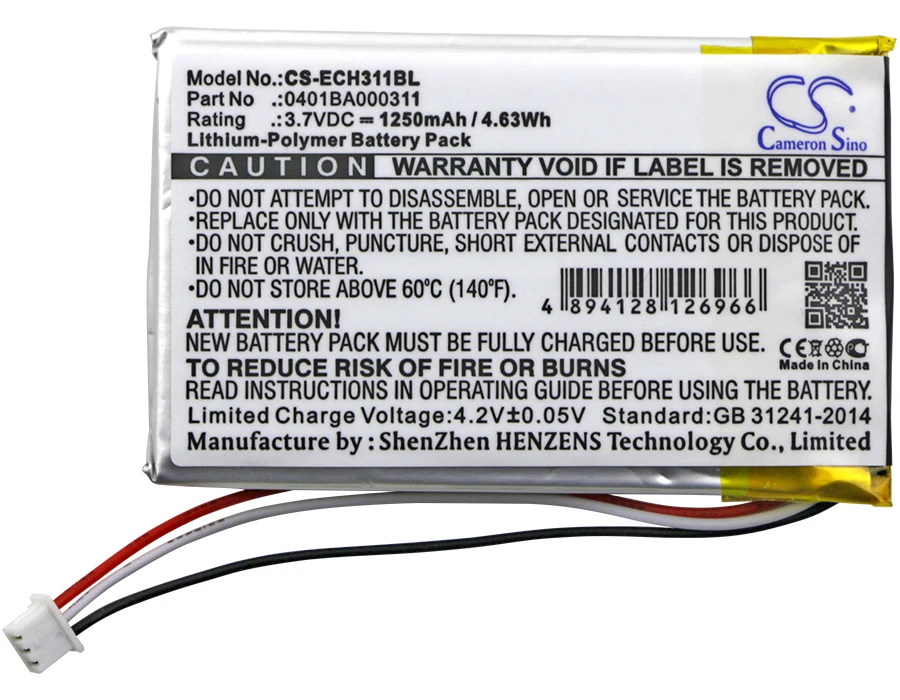 Model No.:CS-ECH311BL
Part No .:0401BA000311
Rating .:3.7VDC ⎓ 1250mAh / 4.63Wh
Lithium-Polymer Battery Pack
CS
Cameron Sino
CAUTION WARRANTY VOID IF LABEL IS REMOVED
•DO NOT ATTEMPT TO DISASSEMBLE, OPEN OR SERVICE THE BATTERY PACK.
•REPLACE ONLY WITH THE BATTERY PACK DESIGNATED FOR THIS PRODUCT.
•DO NOT CRUSH, PUNCTURE, SHORT EXTERNAL CONTACTS OR DISPOSE OF
IN FIRE OR WATER.
•DO NOT STORE ABOVE 60ºC (140ºF).
4 894128 126966
ATTENTION!
NEW BATTERY PACK MUST BE FULLY CHARGED BEFORE USE.
CE
Made In China
TO REDUCE RISK OF FIRE OR BURNS
READ INSTRUCTIONS IN OPERATING GUIDE BEFORE USING THE BATTERY.
Limited Charge Voltage:4.2V±0.05V Standard:GB 31241-2014
Manufacture by : ShenZhen HENZENS Technology Co., Limited